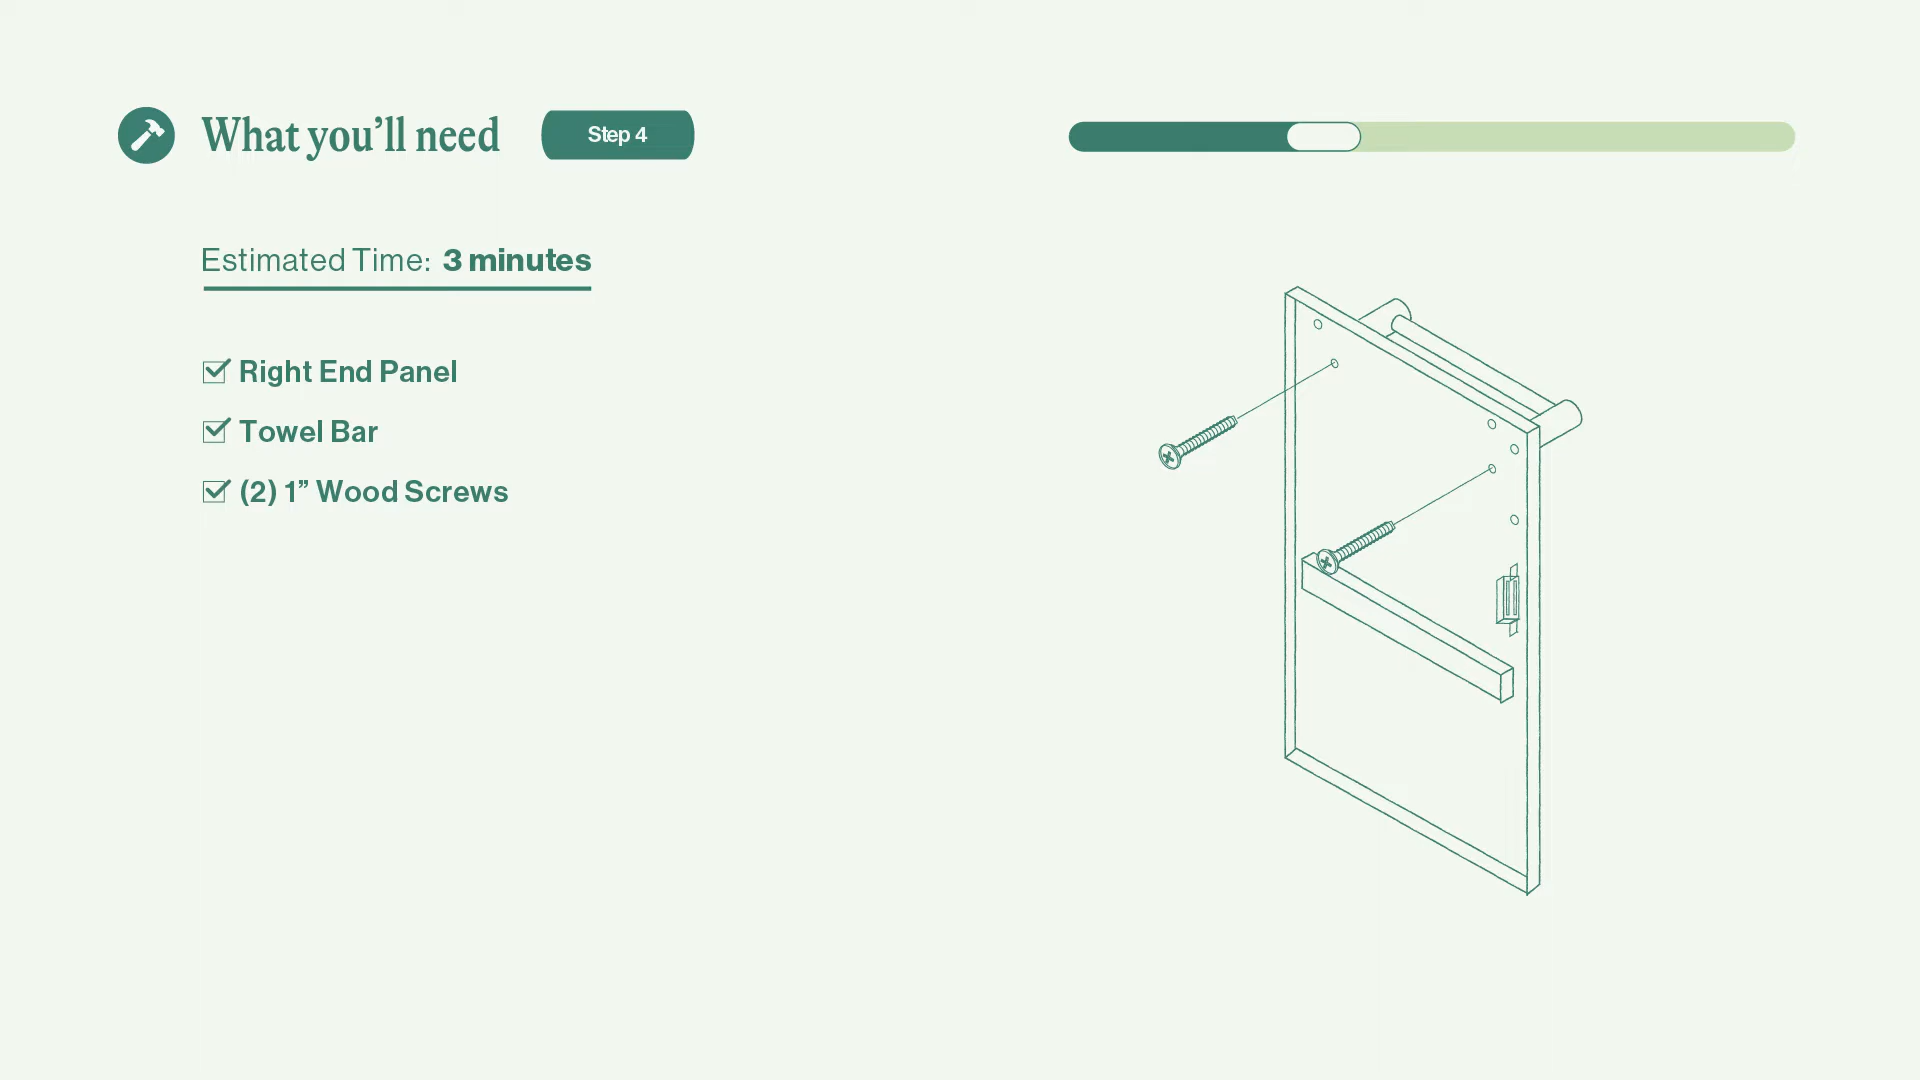 What you’ll need
Step 4
Estimated Time: 3 minutes
Right End Panel
Towel Bar
(2) 1” Wood Screws